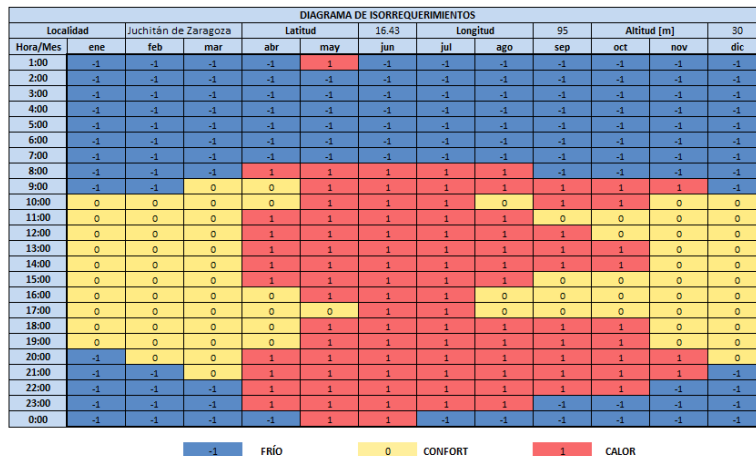 DIAGRAMA DE ISORREQUERIMIENTOS
Localidad Juchitán de Zaragoza Latitud 16.43 Longitud 95 Altitud [m] 30
Hora/Mes ene feb mar abr may jun jul ago sep oct nov dic
1:00 -1 -1 -1 -1 1 -1 -1 -1 -1 -1 -1 -1
2:00 -1 -1 -1 -1 -1 -1 -1 -1 -1 -1 -1 -1
3:00 -1 -1 -1 -1 -1 -1 -1 -1 -1 -1 -1 -1
4:00 -1 -1 -1 -1 -1 -1 -1 -1 -1 -1 -1 -1
5:00 -1 -1 -1 -1 -1 -1 -1 -1 -1 -1 -1 -1
6:00 -1 -1 -1 -1 -1 -1 -1 -1 -1 -1 -1 -1
7:00 -1 -1 -1 -1 -1 -1 -1 -1 -1 -1 -1 -1
8:00 -1 -1 -1 1 1 1 1 1 -1 -1 -1 -1
9:00 -1 -1 0 0 1 1 1 1 1 1 1 -1
10:00 0 0 0 0 1 1 1 0 1 1 0 0
11:00 0 0 0 1 1 1 1 1 0 0 0 0
12:00 0 0 0 1 1 1 1 1 1 0 0 0
13:00 0 0 0 1 1 1 1 1 1 1 0 0
14:00 0 0 0 1 1 1 1 1 1 1 0 0
15:00 0 0 0 1 1 1 1 1 0 0 0 0
16:00 0 0 0 0 1 1 1 0 0 0 0 0
17:00 0 0 0 0 0 1 1 0 0 0 0 0
18:00 0 0 0 0 1 1 1 1 1 1 0 0
19:00 0 0 0 0 1 1 1 1 1 1 0 0
20:00 -1 0 0 1 1 1 1 1 1 1 1 0
21:00 -1 -1 0 1 1 1 1 1 1 1 1 -1
22:00 -1 -1 -1 1 1 1 1 1 1 1 -1 -1
23:00 -1 -1 -1 1 1 1 1 1 -1 -1 -1 -1
0:00 -1 -1 -1 -1 1 1 -1 -1 -1 -1 -1 -1
-1 FRÍO 0 CONFORT 1 CALOR